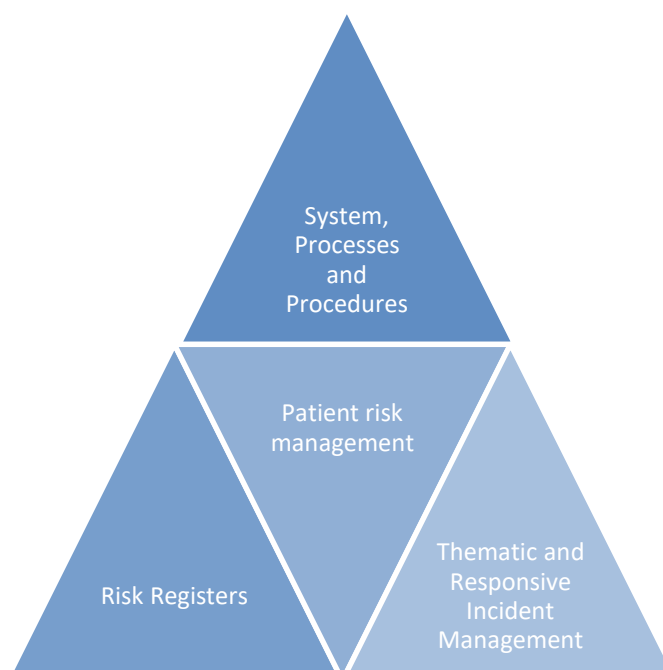 System,
Processes
and
Procedures
Patient risk
management
Risk Registers
Thematic and
Responsive
Incident
Management